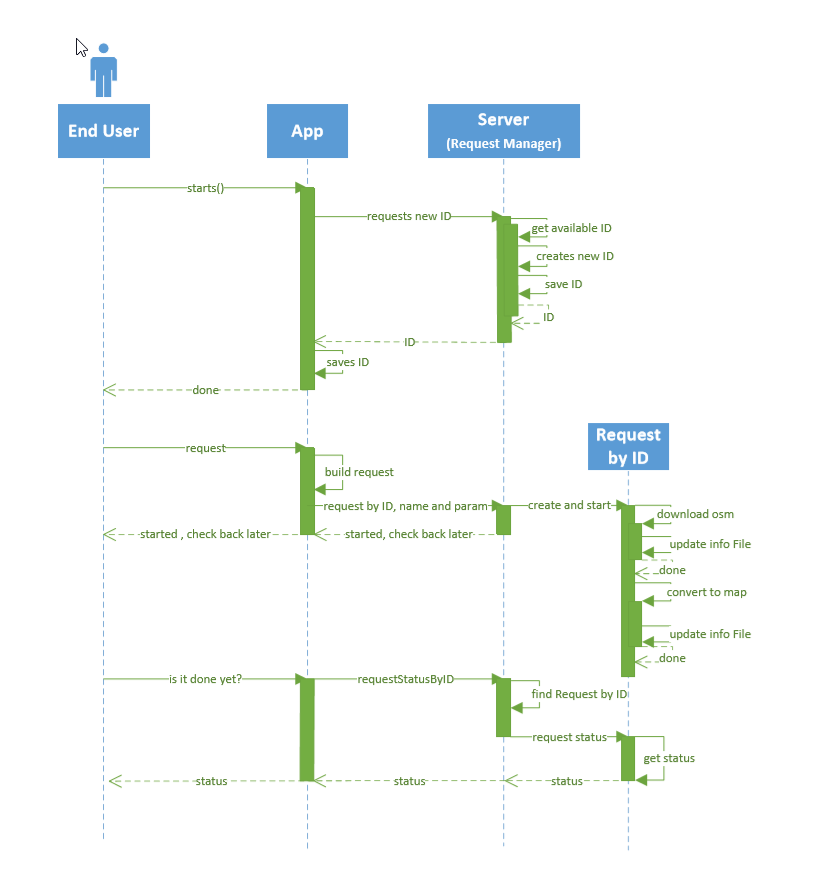 End User
App
Server
(Request Manager)
starts()
requests new ID
get available ID
creates new ID
save ID
ID
ID
saves ID
done
Request
by ID
request
build request
request by ID, name and param
create and start
download osm
started , check back later
started, check back later
update info File
done
convert to map
update info File
done
is it done yet?
requestStatusByID
find Request by ID
request status
get status
status
status
status